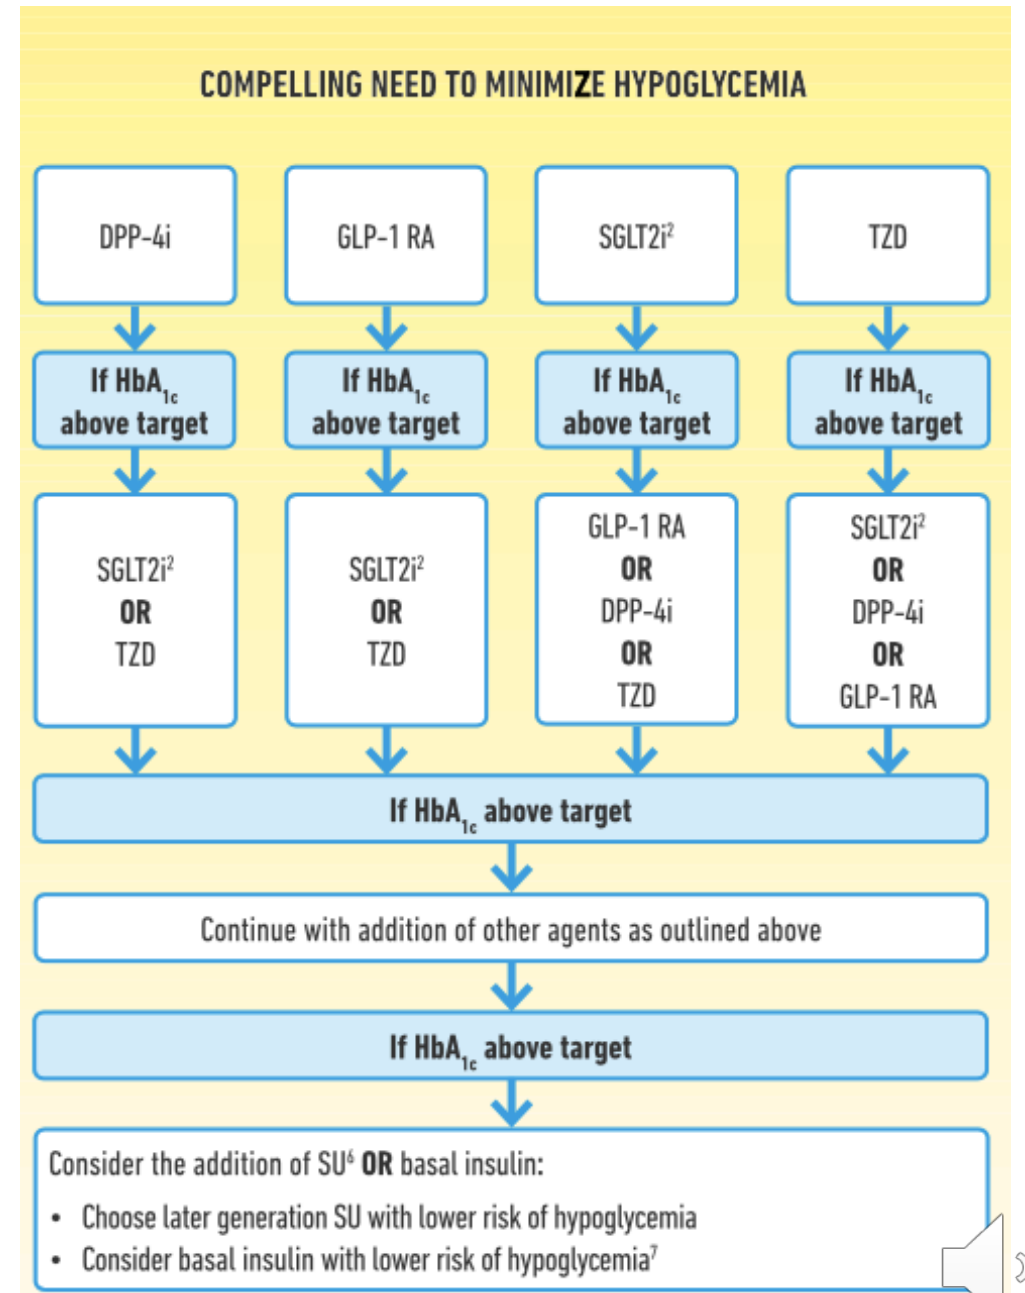 COMPELLING NEED TO MINIMIZE HYPOGLYCEMIA
DPP-4i
GLP-1 RA
SGLT2i²
TZD
If HbA₁c
above target
If HbA₁c
above target
If HbA₁c
above target
If HbA₁c
above target
SGLT2i²
OR
TZD
SGLT2i²
OR
TZD
GLP-1 RA
OR
DPP-4i
OR
TZD
SGLT2i²
OR
DPP-4i
OR
GLP-1 RA
If HbA₁c above target
Continue with addition of other agents as outlined above
If HbA₁c above target
Consider the addition of SU⁶ OR basal insulin:
• Choose later generation SU with lower risk of hypoglycemia
• Consider basal insulin with lower risk of hypoglycemia⁷